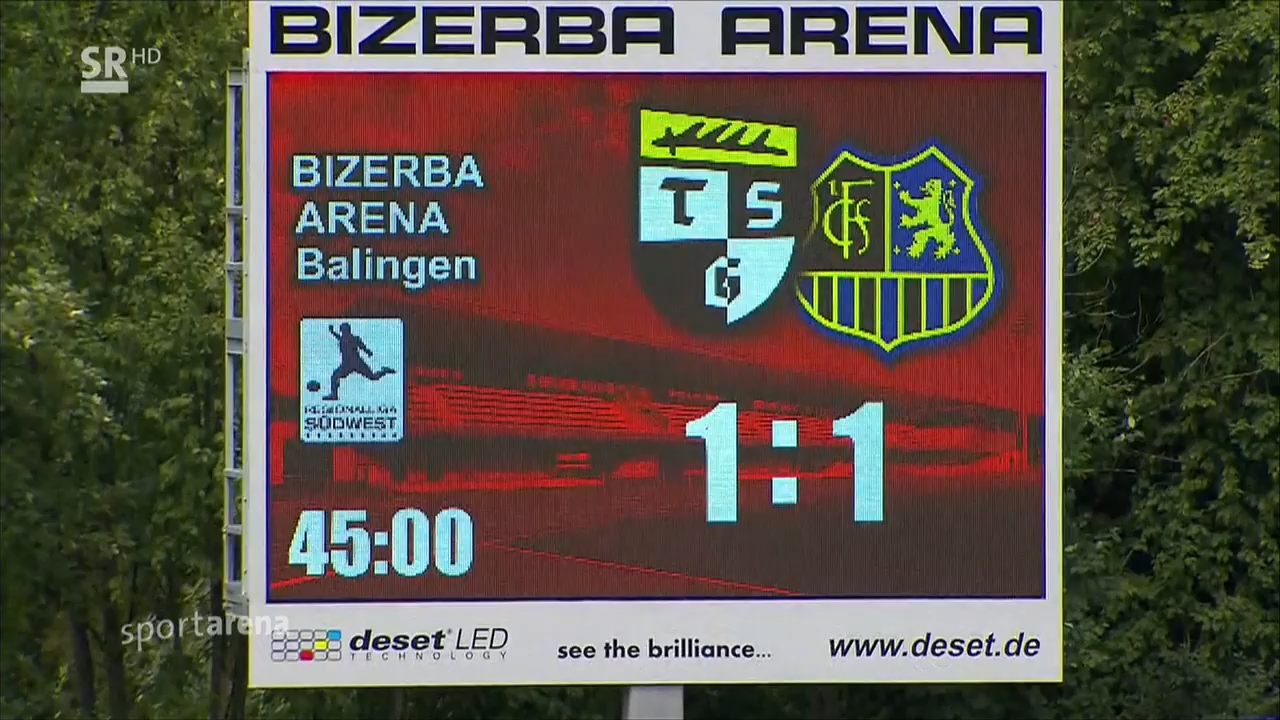 BIZERBA ARENA
SR HD
BIZERBA
ARENA
Balingen
T S
G
FCS
REGIONALLIGA
SÜDWEST
1:1
45:00
sportarena
deset LED
TECHNOLOGY
see the brilliance...
www.deset.de